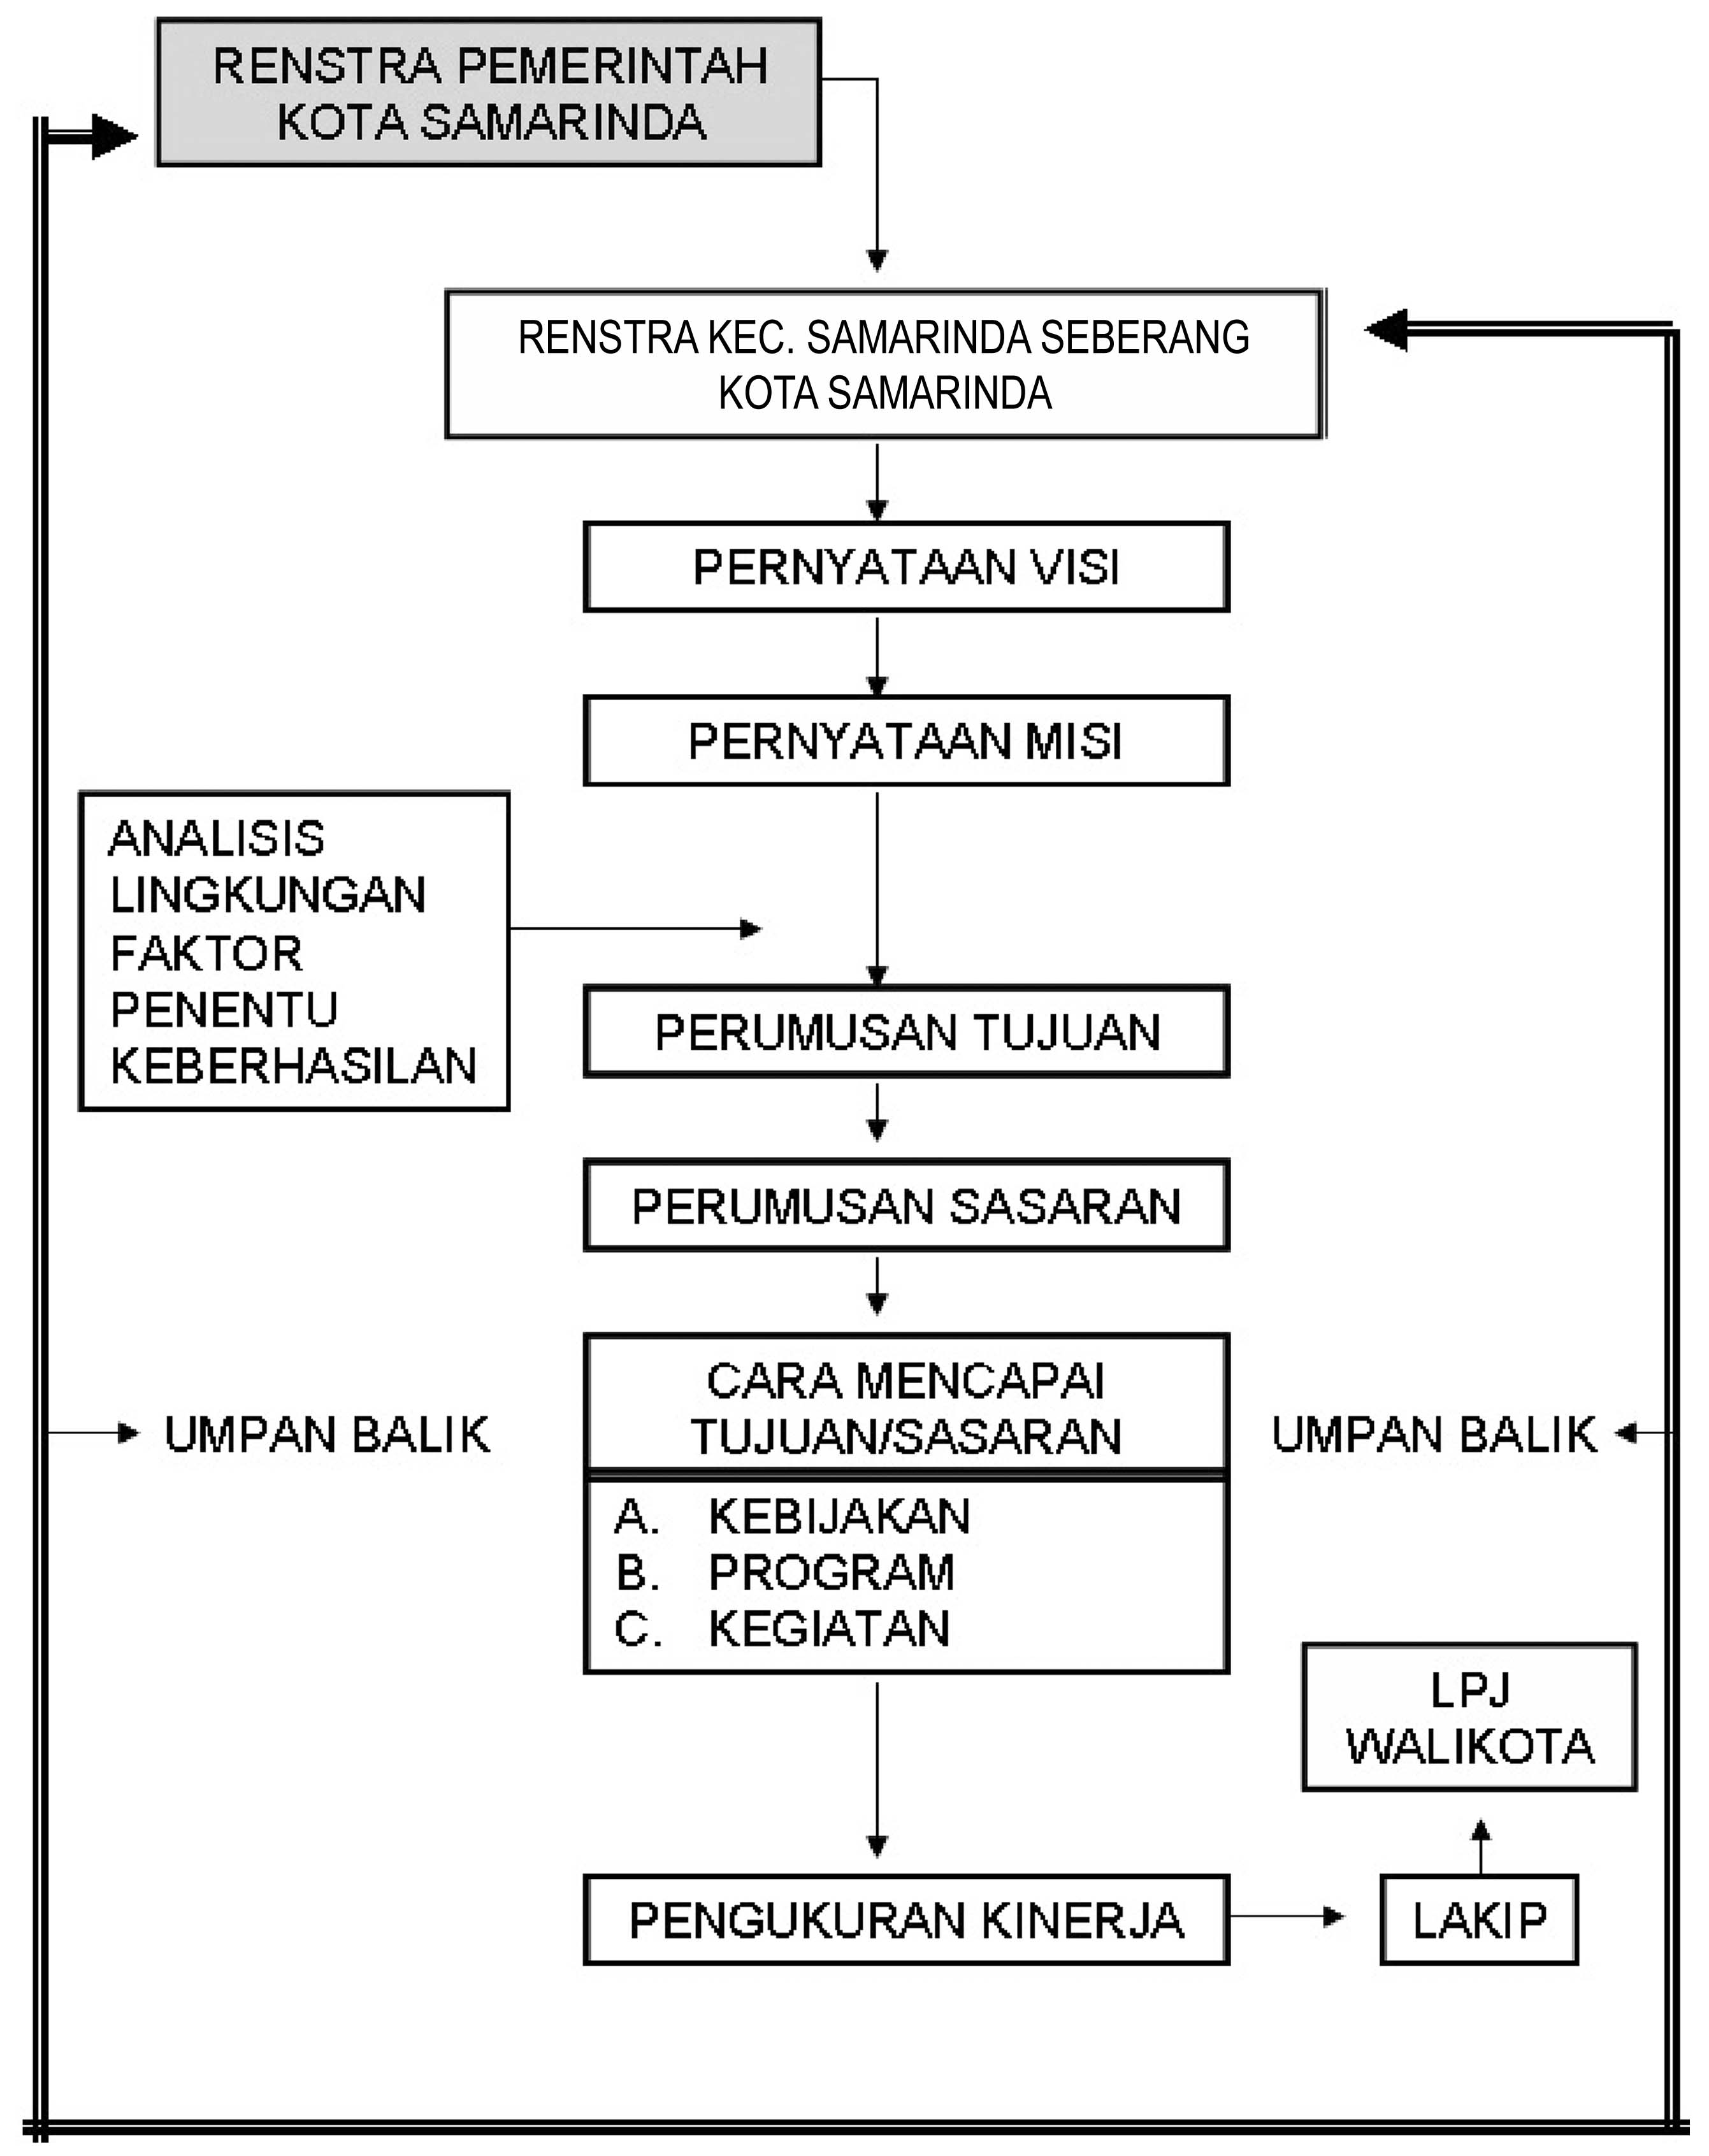 RENSTRA PEMERINTAH
KOTA SAMARINDA
RENSTRA KEC. SAMARINDA SEBERANG
KOTA SAMARINDA
PERNYATAAN VISI
PERNYATAAN MISI
ANALISIS
LINGKUNGAN
FAKTOR
PENENTU
KEBERHASILAN
PERUMUSAN TUJUAN
PERUMUSAN SASARAN
CARA MENCAPAI
TUJUAN/SASARAN
A. KEBIJAKAN
B. PROGRAM
C. KEGIATAN
UMPAN BALIK
UMPAN BALIK
LPJ
WALIKOTA
PENGUKURAN KINERJA
LAKIP